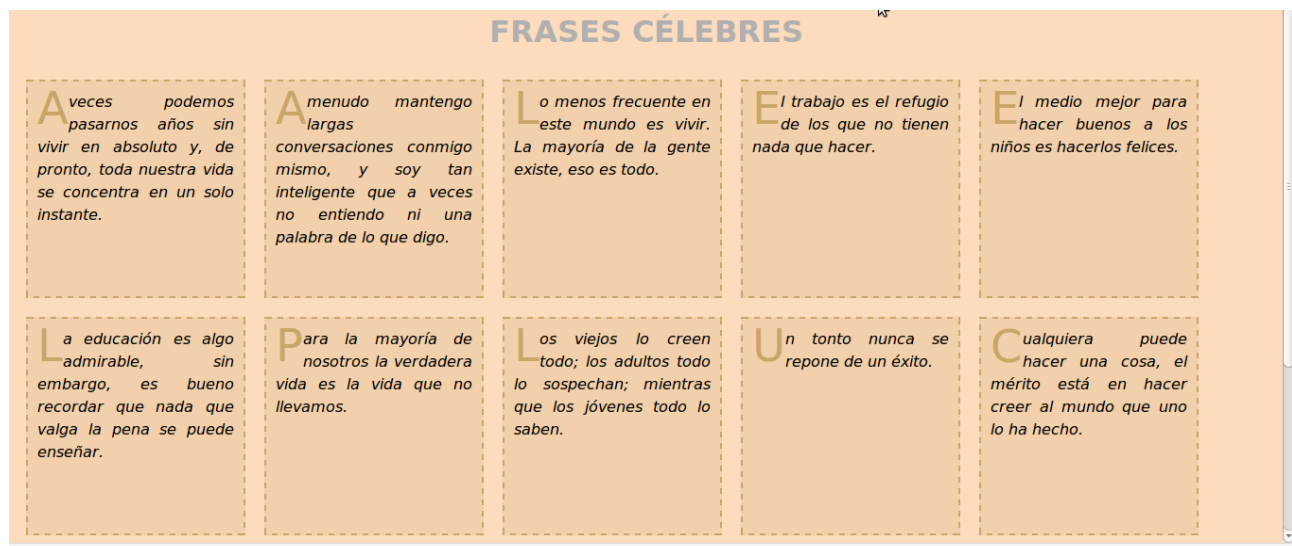 FRASES CÉLEBRES
A veces podemos
pasarnos años sin
vivir en absoluto y, de
pronto, toda nuestra vida
se concentra en un solo
instante.
A menudo mantengo
largas
conversaciones conmigo
mismo, y soy tan
inteligente que a veces
no entiendo ni una
palabra de lo que digo.
Lo menos frecuente en
este mundo es vivir.
La mayoría de la gente
existe, eso es todo.
El trabajo es el refugio
de los que no tienen
nada que hacer.
El medio mejor para
hacer buenos a los
niños es hacerlos felices.
La educación es algo
admirable, sin
embargo, es bueno
recordar que nada que
valga la pena se puede
enseñar.
Para la mayoría de
nosotros la verdadera
vida es la vida que no
llevamos.
Los viejos lo creen
todo; los adultos todo
lo sospechan; mientras
que los jóvenes todo lo
saben.
Un tonto nunca se
repone de un éxito.
Cualquiera puede
hacer una cosa, el
mérito está en hacer
creer al mundo que uno
lo ha hecho.